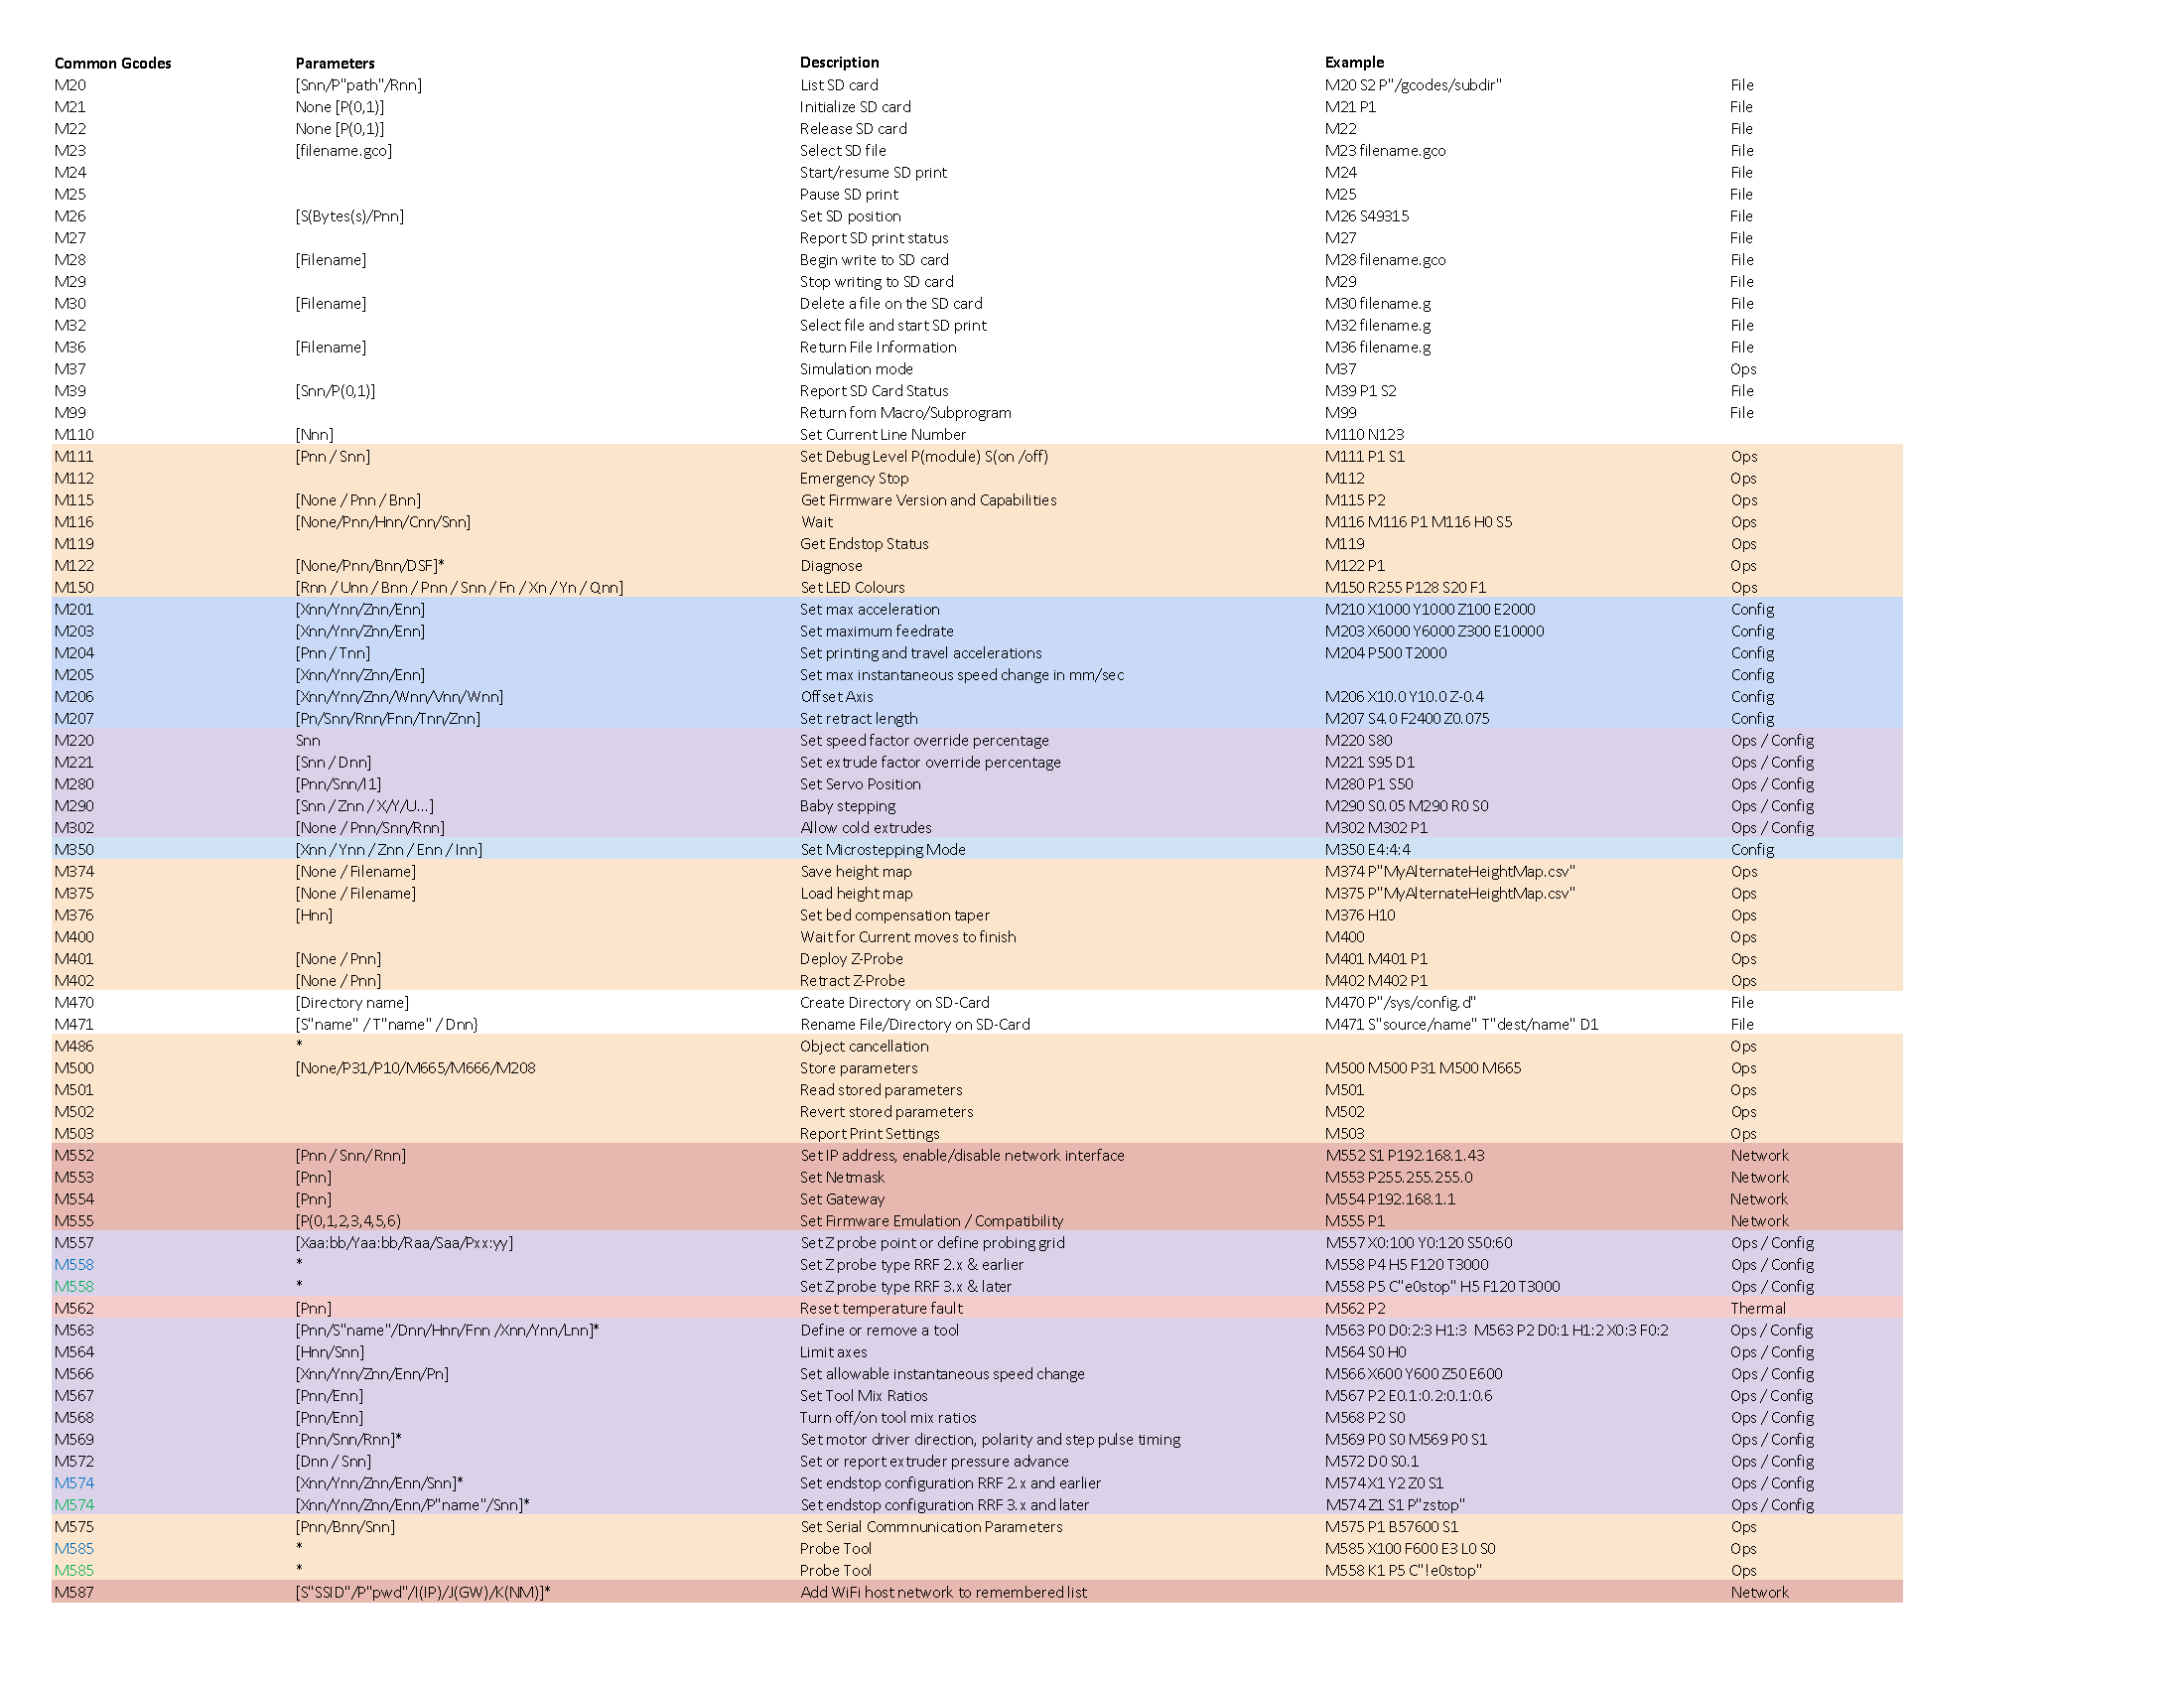 Common Gcodes Parameters Description Example
M20 [Snn/P"path"/Rnn] List SD card M20 S2 P"/gcodes/subdir" File
M21 None [P(0,1)] Initialize SD card M21 P1 File
M22 None [P(0,1)] Release SD card M22 File
M23 [filename.gco] Select SD file M23 filename.gco File
M24 Start/resume SD print M24 File
M25 Pause SD print M25 File
M26 [S(Bytes(s)/Pnn] Set SD position M26 S49315 File
M27 Report SD print status M27 File
M28 [Filename] Begin write to SD card M28 filename.gco File
M29 Stop writing to SD card M29 File
M30 [Filename] Delete a file on the SD card M30 filename.g File
M32 Select file and start SD print M32 filename.g File
M36 [Filename] Return File Information M36 filename.g File
M37 Simulation mode M37 Ops
M39 [Snn/P(0,1)] Report SD Card Status M39 P1 S2 File
M99 Return fom Macro/Subprogram M99 File
M110 [Nnn] Set Current Line Number M110 N123
M111 [Pnn / Snn] Set Debug Level P(module) S(on /off) M111 P1 S1 Ops
M112 Emergency Stop M112 Ops
M115 [None / Pnn / Bnn] Get Firmware Version and Capabilities M115 P2 Ops
M116 [None/Pnn/Hnn/Cnn/Snn] Wait M116 M116 P1 M116 H0 S5 Ops
M119 Get Endstop Status M119 Ops
M122 [None/Pnn/Bnn/DSF]* Diagnose M122 P1 Ops
M150 [Rnn / Unn / Bnn / Pnn / Snn / Fn / Xn / Yn / Qnn] Set LED Colours M150 R255 P128 S20 F1 Ops
M201 [Xnn/Ynn/Znn/Enn] Set max acceleration M210 X1000 Y1000 Z100 E2000 Config
M203 [Xnn/Ynn/Znn/Enn] Set maximum feedrate M203 X6000 Y6000 Z300 E10000 Config
M204 [Pnn / Tnn] Set printing and travel accelerations M204 P500 T2000 Config
M205 [Xnn/Ynn/Znn/Enn] Set max instantaneous speed change in mm/sec Config
M206 [Xnn/Ynn/Znn/Wnn/Vnn/Wnn] Offset Axis M206 X10.0 Y10.0 Z-0.4 Config
M207 [Pn/Snn/Rnn/Fnn/Tnn/Znn] Set retract length M207 S4.0 F2400 Z0.075 Config
M220 Snn Set speed factor override percentage M220 S80 Ops / Config
M221 [Snn / Dnn] Set extrude factor override percentage M221 S95 D1 Ops / Config
M280 [Pnn/Snn/I1] Set Servo Position M280 P1 S50 Ops / Config
M290 [Snn / Znn / X/Y/U...] Baby stepping M290 S0.05 M290 R0 S0 Ops / Config
M302 [None / Pnn/Snn/Rnn] Allow cold extrudes M302 M302 P1 Ops / Config
M350 [Xnn / Ynn / Znn / Enn / Inn] Set Microstepping Mode M350 E4:4:4 Config
M374 [None / Filename] Save height map M374 P"MyAlternateHeightMap.csv" Ops
M375 [None / Filename] Load height map M375 P"MyAlternateHeightMap.csv" Ops
M376 [Hnn] Set bed compensation taper M376 H10 Ops
M400 Wait for Current moves to finish M400 Ops
M401 [None / Pnn] Deploy Z-Probe M401 M401 P1 Ops
M402 [None / Pnn] Retract Z-Probe M402 M402 P1 Ops
M470 [Directory name] Create Directory on SD-Card M470 P"/sys/config.d" File
M471 [S"name" / T"name" / Dnn} Rename File/Directory on SD-Card M471 S"source/name" T"dest/name" D1 File
M486 * Object cancellation Ops
M500 [None/P31/P10/M665/M666/M208 Store parameters M500 M500 P31 M500 M665 Ops
M501 Read stored parameters M501 Ops
M502 Revert stored parameters M502 Ops
M503 Report Print Settings M503 Ops
M552 [Pnn / Snn/ Rnn] Set IP address, enable/disable network interface M552 S1 P192.168.1.43 Network
M553 [Pnn] Set Netmask M553 P255.255.255.0 Network
M554 [Pnn] Set Gateway M554 P192.168.1.1 Network
M555 [P(0,1,2,3,4,5,6) Set Firmware Emulation / Compatibility M555 P1 Network
M557 [Xaa:bb/Yaa:bb/Raa/Saa/Pxx:yy] Set Z probe point or define probing grid M557 X0:100 Y0:120 S50:60 Ops / Config
M558 * Set Z probe type RRF 2.x & earlier M558 P4 H5 F120 T3000 Ops / Config
M558 * Set Z probe type RRF 3.x & later M558 P5 C"e0stop" H5 F120 T3000 Ops / Config
M562 [Pnn] Reset temperature fault M562 P2 Thermal
M563 [Pnn/S"name"/Dnn/Hnn/Fnn /Xnn/Ynn/Lnn]* Define or remove a tool M563 P0 D0:2:3 H1:3 M563 P2 D0:1 H1:2 X0:3 F0:2 Ops / Config
M564 [Hnn/Snn] Limit axes M564 S0 H0 Ops / Config
M566 [Xnn/Ynn/Znn/Enn/Pn] Set allowable instantaneous speed change M566 X600 Y600 Z50 E600 Ops / Config
M567 [Pnn/Enn] Set Tool Mix Ratios M567 P2 E0.1:0.2:0.1:0.6 Ops / Config
M568 [Pnn/Enn] Turn off/on tool mix ratios M568 P2 S0 Ops / Config
M569 [Pnn/Snn/Rnn]* Set motor driver direction, polarity and step pulse timing M569 P0 S0 M569 P0 S1 Ops / Config
M572 [Dnn / Snn] Set or report extruder pressure advance M572 D0 S0.1 Ops / Config
M574 [Xnn/Ynn/Znn/Enn/Snn]* Set endstop configuration RRF 2.x and earlier M574 X1 Y2 Z0 S1 Ops / Config
M574 [Xnn/Ynn/Znn/Enn/P"name"/Snn]* Set endstop configuration RRF 3.x and later M574 Z1 S1 P"zstop" Ops / Config
M575 [Pnn/Bnn/Snn] Set Serial Commnunication Parameters M575 P1 B57600 S1 Ops
M585 * Probe Tool M585 X100 F600 E3 L0 S0 Ops
M585 * Probe Tool M558 K1 P5 C"!e0stop" Ops
M587 [S"SSID"/P"pwd"/I(IP)/J(GW)/K(NM)]* Add WiFi host network to remembered list Network